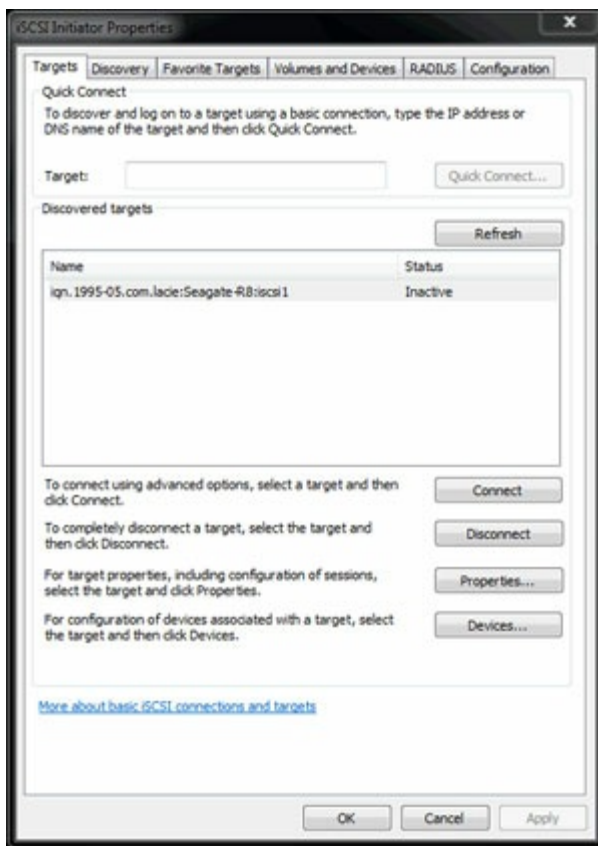 iSCSI Initiator Properties
Targets Discovery Favorite Targets Volumes and Devices RADIUS Configuration
Quick Connect
To discover and log on to a target using a basic connection, type the IP address or
DNS name of the target and then click Quick Connect.
Target:
Quick Connect...
Discovered targets
Refresh
Name Status
iqn.1995-05.com.lacie:Seagate-R8:iscsi1 Inactive
To connect using advanced options, select a target and then
click Connect.
Connect
To completely disconnect a target, select the target and
then click Disconnect.
Disconnect
For target properties, including configuration of sessions,
select the target and click Properties.
Properties...
For configuration of devices associated with a target, select
the target and then click Devices.
Devices...
More about basic iSCSI connections and targets
OK Cancel Apply